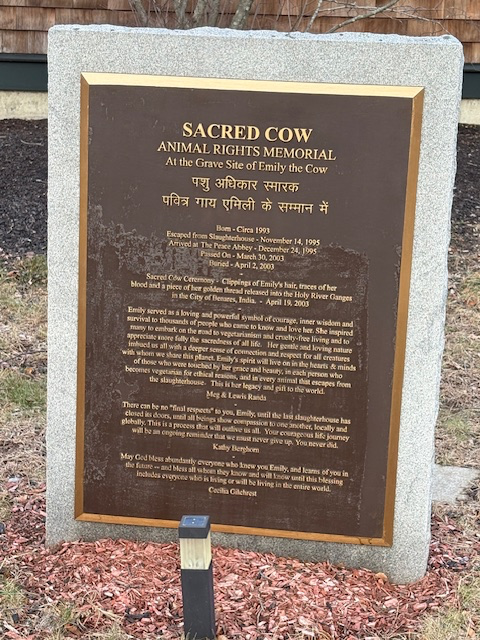 SACRED COW
ANIMAL RIGHTS MEMORIAL
At the Grave Site of Emily the Cow
पशु अधिकार स्मारक
पवित्र गाय एमिली के सम्मान में
Born - Circa 1993
Escaped from Slaughterhouse - November 14, 1995
Arrived at The Peace Abbey - December 24, 1995
Passed On - March 30, 2003
Buried - April 2, 2003
-
Sacred Cow Ceremony - Clippings of Emily's hair, traces of her
blood and a piece of her golden thread released into the Holy River Ganges
in the City of Benares, India. - April 19, 2003
Emily served as a loving and powerful symbol of courage, inner wisdom and
survival to thousands of people who came to know and love her. She inspired
many to embark on the road to vegetarianism and cruelty-free living and to
appreciate more fully the sacredness of all life. Her gentle and loving nature
imbued us all with a deeper sense of connection and respect for all creatures
with whom we share this planet. Emily's spirit will live on in the hearts & minds
of those who were touched by her grace and beauty, in each person who
becomes vegetarian for ethical reasons, and in every animal that escapes from
the slaughterhouse. This is her legacy and gift to the world.
Meg & Lewis Randa
-
There can be no "final respects" to you, Emily, until the last slaughterhouse has
closed its doors, until all beings show compassion to one another, locally and
globally. This is a process that will outlive us all. Your courageous life journey
will be an ongoing reminder that we must never give up. You never did.
Kathy Berghorn
-
May God bless abundantly everyone who knew you Emily, and learns of you in
the future -- and bless all whom they know and will know until this blessing
includes everyone who is living or will be living in the entire world.
Cecilia Gilchrest